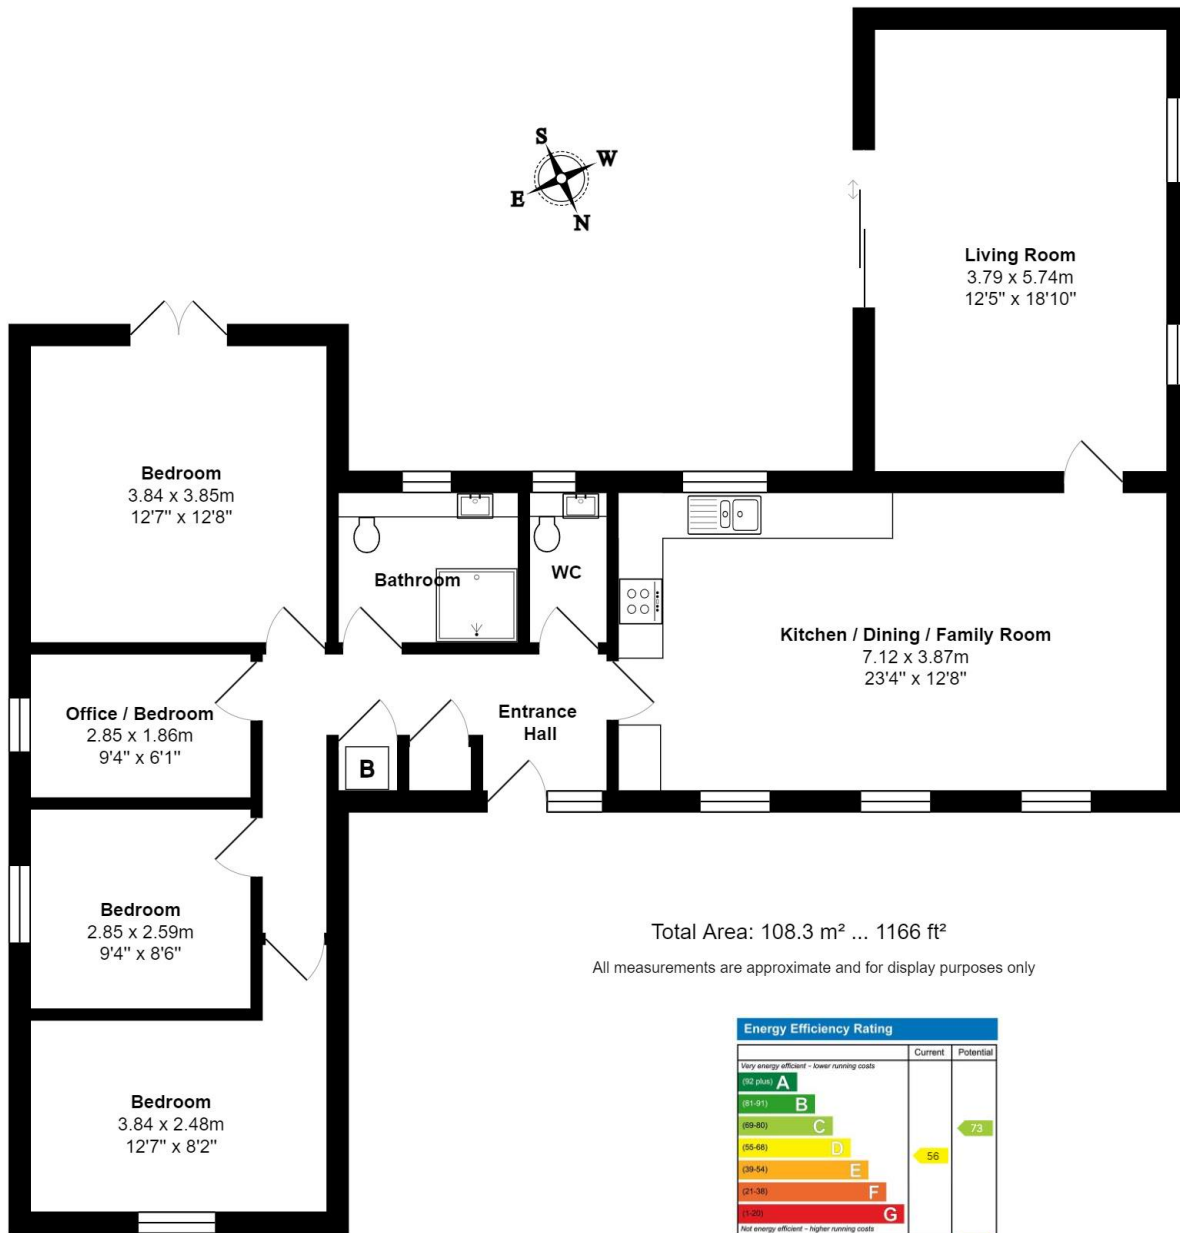 S
W
E
N
Living Room
3.79 x 5.74m
12'5" x 18'10"
Bedroom
3.84 x 3.85m
12'7" x 12'8"
Bathroom
WC
Kitchen / Dining / Family Room
7.12 x 3.87m
23'4" x 12'8"
Office / Bedroom
2.85 x 1.86m
9'4" x 6'1"
Entrance
Hall
B
Bedroom
2.85 x 2.59m
9'4" x 8'6"
Total Area: 108.3 m² ... 1166 ft²
All measurements are approximate and for display purposes only
Bedroom
3.84 x 2.48m
12'7" x 8'2"
Energy Efficiency Rating
Current Potential
Very energy efficient - lower running costs
(92 plus) A
(81-91) B
(69-80) C
73
(55-68) D
56
(39-54) E
(21-38) F
(1-20) G
Not energy efficient - higher running costs